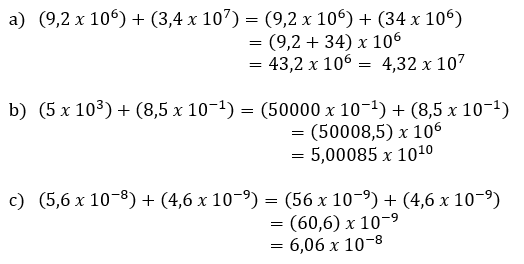 a) (9,2 x 10⁶) + (3,4 x 10⁷) = (9,2 x 10⁶) + (34 x 10⁶)
= (9,2 + 34) x 10⁶
= 43,2 x 10⁶ = 4,32 x 10⁷
b) (5 x 10³) + (8,5 x 10⁻¹) = (50000 x 10⁻¹) + (8,5 x 10⁻¹)
= (50008,5) x 10⁶
= 5,00085 x 10¹⁰
c) (5,6 x 10⁻⁸) + (4,6 x 10⁻⁹) = (56 x 10⁻⁹) + (4,6 x 10⁻⁹)
= (60,6) x 10⁻⁹
= 6,06 x 10⁻⁸